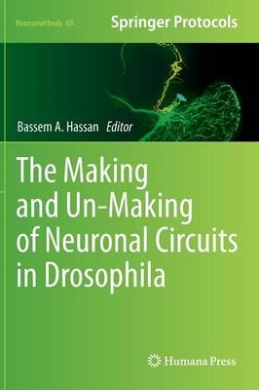 Neuromethods 69
Springer Protocols
Bassem A. Hassan Editor
The Making
and Un-Making
of Neuronal Circuits
in Drosophila
Humana Press